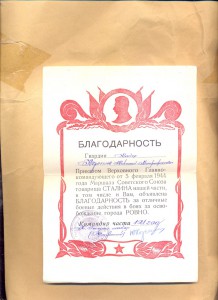 БЛАГОДАРНОСТЬ
Гвардии
Приказом Верховного Главно-
командующего от 3 февраля 1944
года Маршала Советского Союза
товарища СТАЛИНА нашей части,
в том числе и Вам, объявлена
БЛАГОДАРНОСТЬ за отличные
боевые действия в боях за осво-
бождение города РОВНО.
Командир части